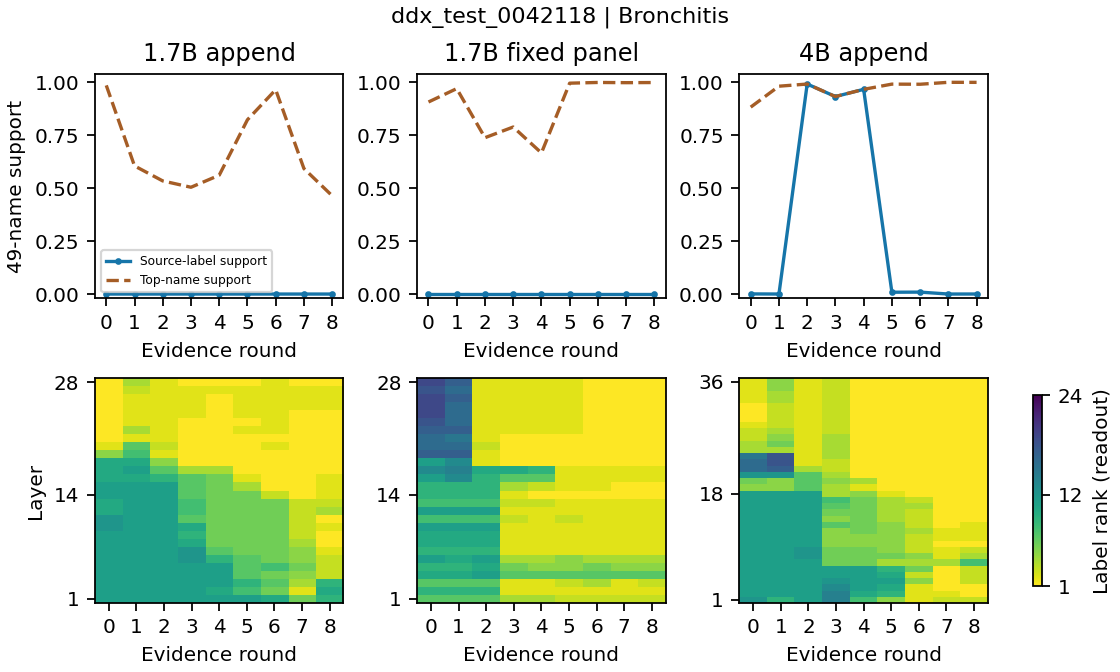 ddx_test_0042118 | Bronchitis
1.7B append
1.7B fixed panel
4B append
49-name support
1.00
0.75
0.50
0.25
0.00
Source-label support
Top-name support
0 1 2 3 4 5 6 7 8
Evidence round
1.00
0.75
0.50
0.25
0.00
0 1 2 3 4 5 6 7 8
Evidence round
1.00
0.75
0.50
0.25
0.00
0 1 2 3 4 5 6 7 8
Evidence round
Layer
28
14
1
0 1 2 3 4 5 6 7 8
Evidence round
28
14
1
0 1 2 3 4 5 6 7 8
Evidence round
36
18
1
0 1 2 3 4 5 6 7 8
Evidence round
24
12
1
Label rank (readout)